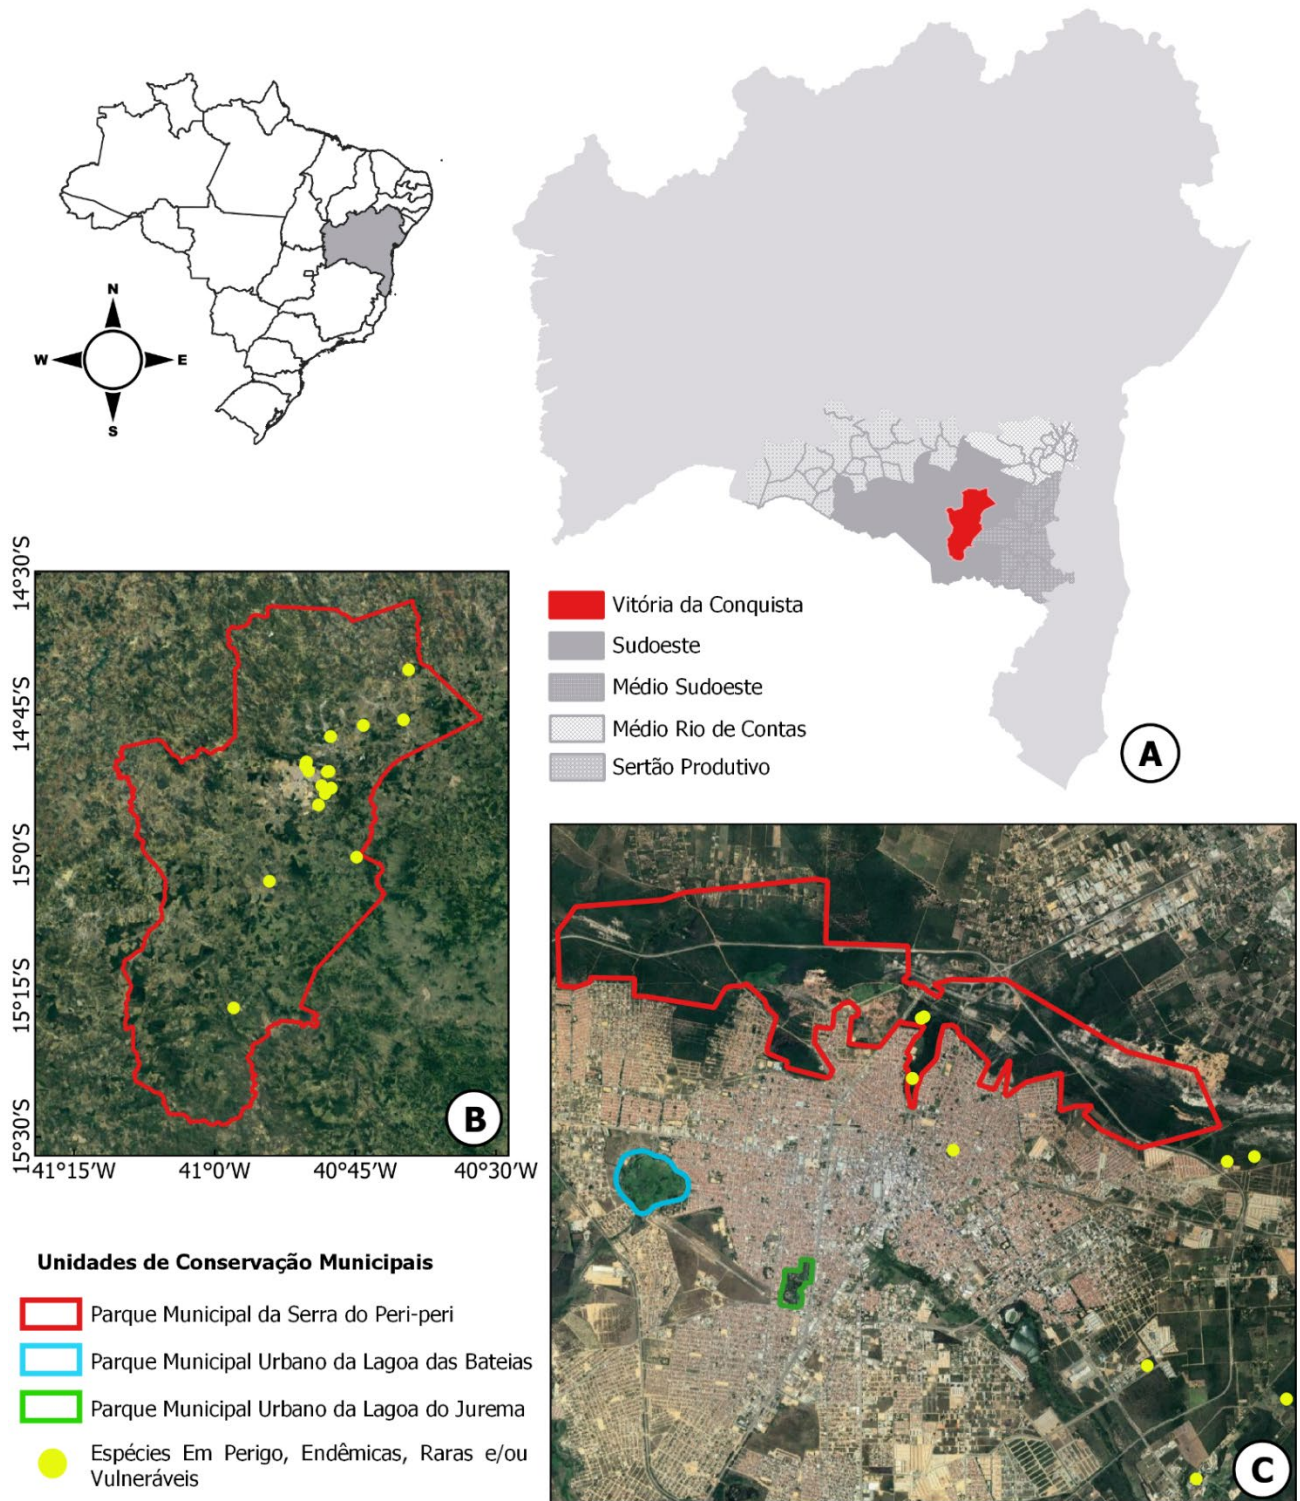 N
W
E
S
Vitória da Conquista
Sudoeste
Médio Sudoeste
Médio Rio de Contas
Sertão Produtivo
A
14°30'S
14°45'S
15°0'S
15°15'S
15°30'S
41°15'W
41°0'W
40°45'W
40°30'W
B
Unidades de Conservação Municipais
Parque Municipal da Serra do Peri-peri
Parque Municipal Urbano da Lagoa das Bateias
Parque Municipal Urbano da Lagoa do Jurema
Espécies Em Perigo, Endêmicas, Raras e/ou
Vulneráveis
C